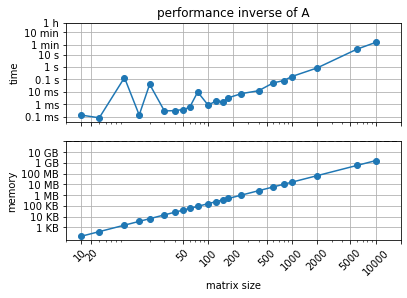 performance inverse of A
1 h
10 min
1 min
10 s
1 s
0.1 s
10 ms
1 ms
0.1 ms
time
10 GB
1 GB
100 MB
10 MB
1 MB
100 KB
10 KB
1 KB
memory
10 20 50 100 200 500 1000 2000 5000 10000
matrix size